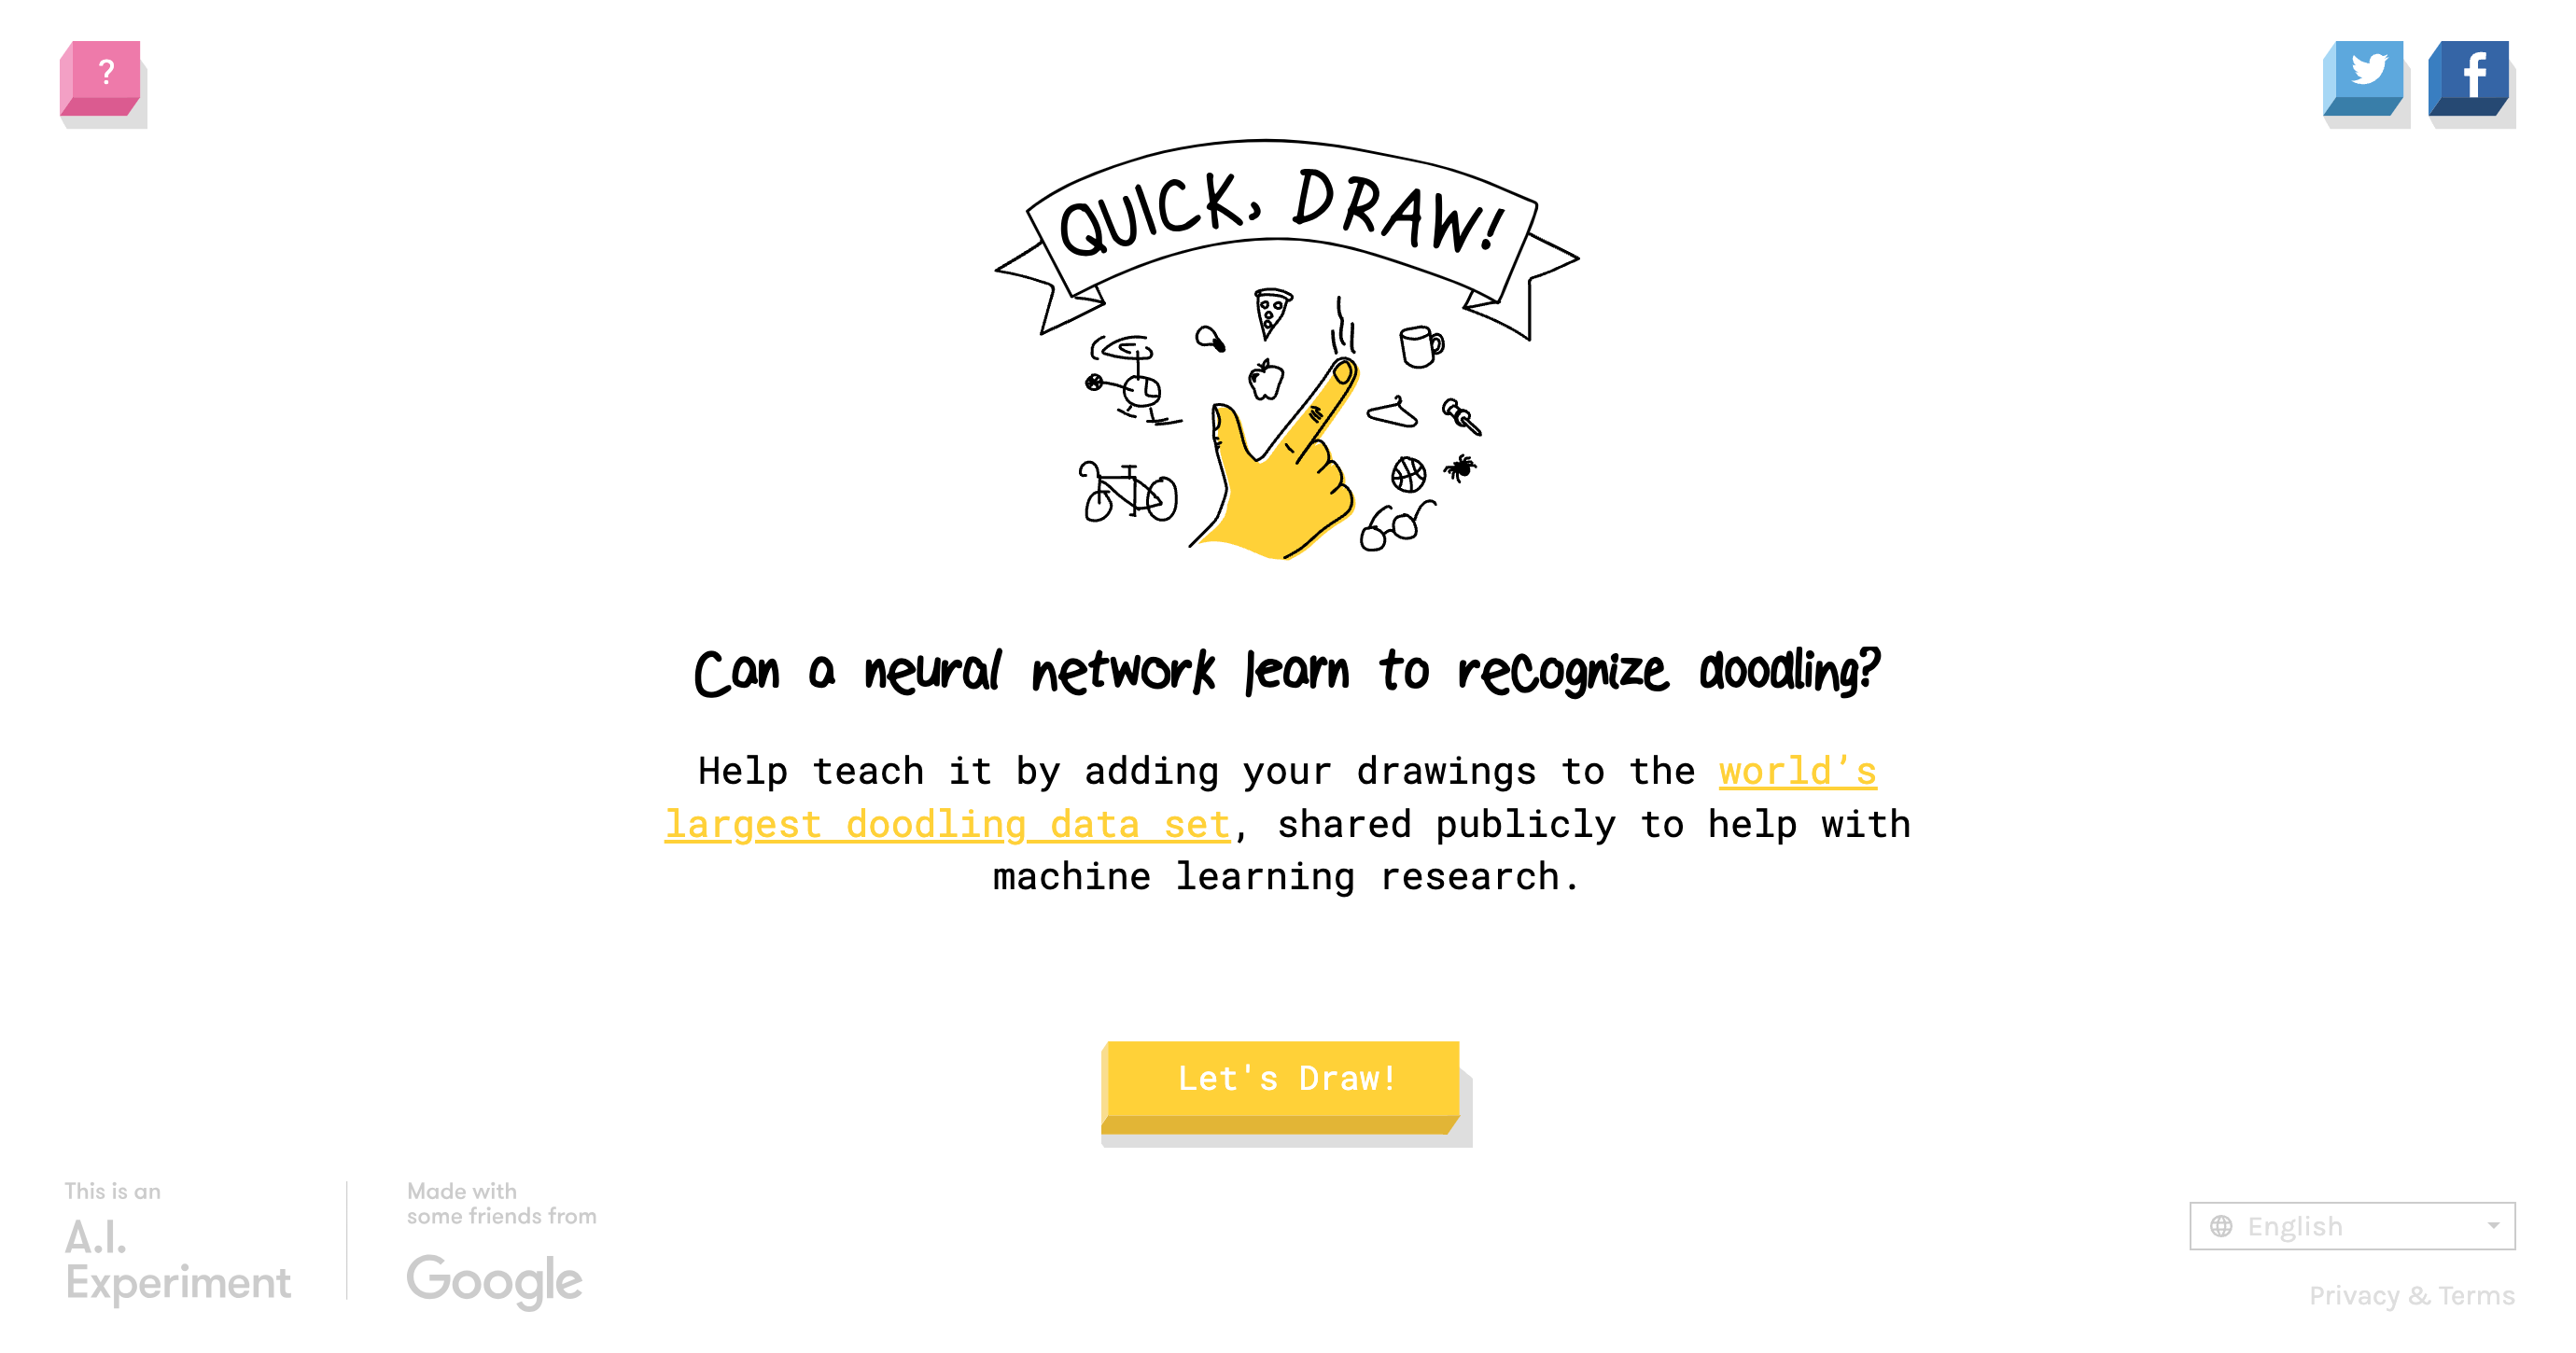 ?
QUICK, DRAW!
Can a neural network learn to recognize doodling?
Help teach it by adding your drawings to the world’s
largest doodling data set, shared publicly to help with
machine learning research.
Let's Draw!
This is an
A.I.
Experiment
Made with
some friends from
Google
English
Privacy & Terms